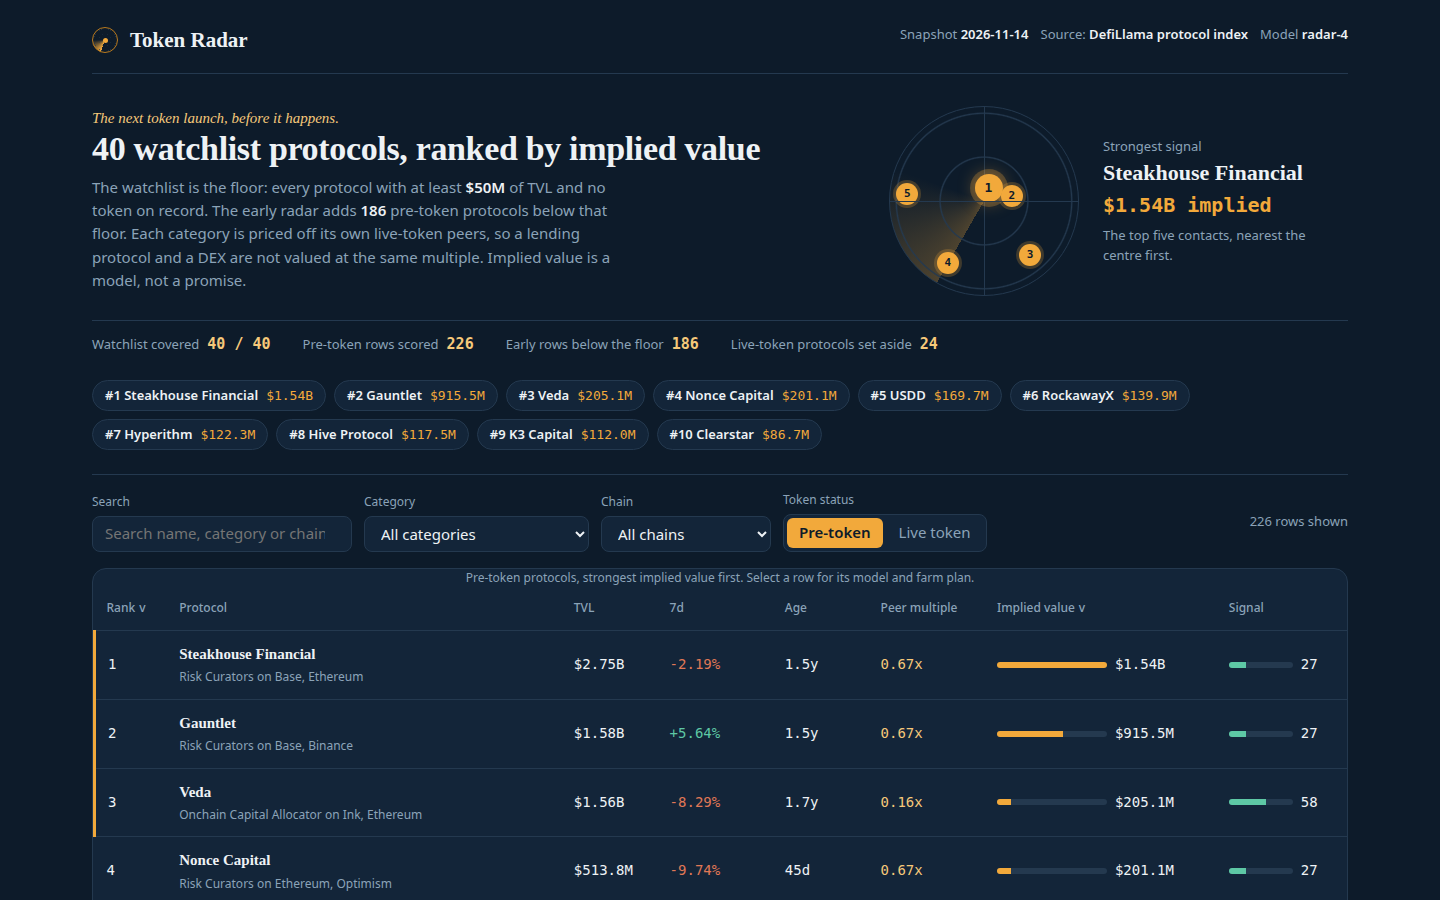 Token Radar
Snapshot 2026-11-14 Source: DefiLlama protocol index Model radar-4
The next token launch, before it happens.
40 watchlist protocols, ranked by implied value
The watchlist is the floor: every protocol with at least $50M of TVL and no
token on record. The early radar adds 186 pre-token protocols below that
floor. Each category is priced off its own live-token peers, so a lending
protocol and a DEX are not valued at the same multiple. Implied value is a
model, not a promise.
5
1
2
4
3
Strongest signal
Steakhouse Financial
$1.54B implied
The top five contacts, nearest the
centre first.
Watchlist covered 40 / 40 Pre-token rows scored 226 Early rows below the floor 186 Live-token protocols set aside 24
#1 Steakhouse Financial $1.54B #2 Gauntlet $915.5M #3 Veda $205.1M #4 Nonce Capital $201.1M #5 USDD $169.7M #6 RockawayX $139.9M
#7 Hyperithm $122.3M #8 Hive Protocol $117.5M #9 K3 Capital $112.0M #10 Clearstar $86.7M
Search Category Chain Token status
Search name, category or chain All categories All chains Pre-token Live token 226 rows shown
Pre-token protocols, strongest implied value first. Select a row for its model and farm plan.
Rank v Protocol TVL 7d Age Peer multiple Implied value v Signal
1 Steakhouse Financial $2.75B -2.19% 1.5y 0.67x $1.54B 27
Risk Curators on Base, Ethereum
2 Gauntlet $1.58B +5.64% 1.5y 0.67x $915.5M 27
Risk Curators on Base, Binance
3 Veda $1.56B -8.29% 1.7y 0.16x $205.1M 58
Onchain Capital Allocator on Ink, Ethereum
4 Nonce Capital $513.8M -9.74% 45d 0.67x $201.1M 27
Risk Curators on Ethereum, Optimism